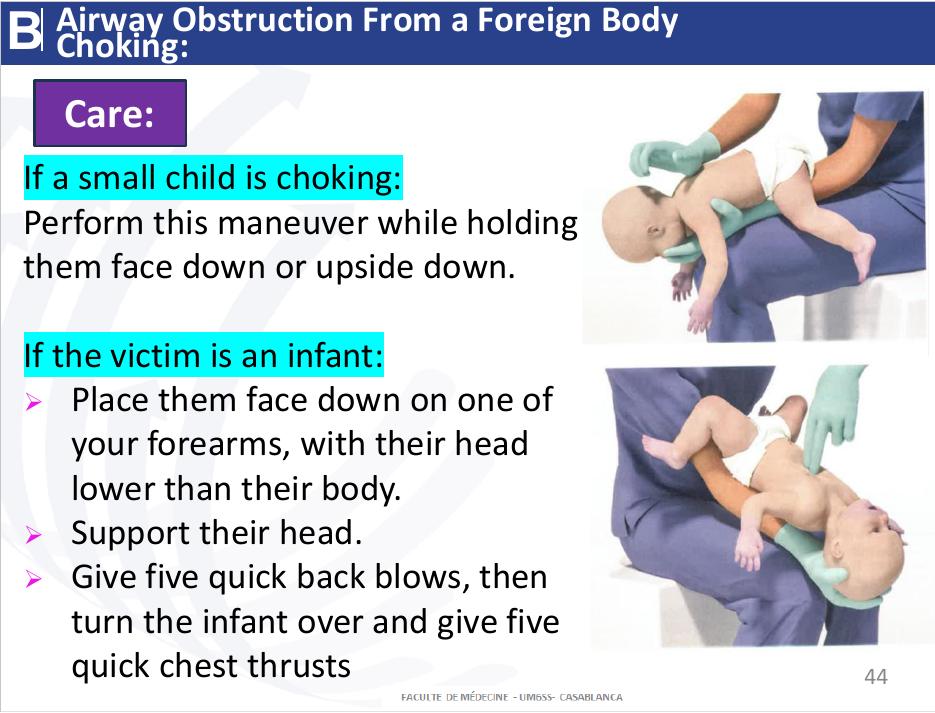 B Airway Obstruction From a Foreign Body
Choking:
Care:
If a small child is choking:
Perform this maneuver while holding
them face down or upside down.
If the victim is an infant:
➢ Place them face down on one of
your forearms, with their head
lower than their body.
➢ Support their head.
➢ Give five quick back blows, then
turn the infant over and give five
quick chest thrusts
44
FACULTE DE MÉDECINE - UM6SS- CASABLANCA